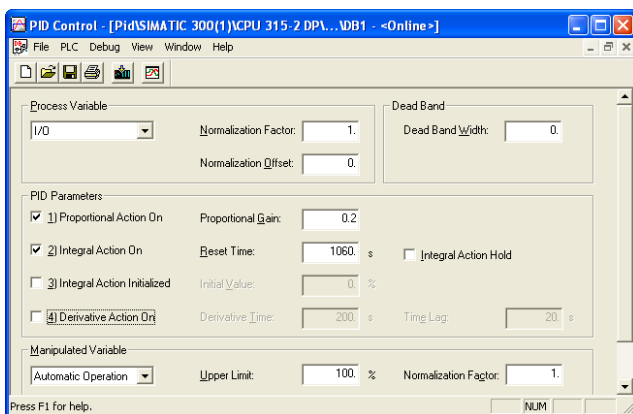 PID Control - [Pid\SIMATIC 300(1)\CPU 315-2 DP\...\DB1 - <Online>]
File PLC Debug View Window Help
Process Variable
Dead Band
I/O
Normalization Factor: 1.
Dead Band Width: 0.
Normalization Offset: 0.
PID Parameters
1) Proportional Action On Proportional Gain: 0.2
2) Integral Action On Reset Time: 1060. s Integral Action Hold
3) Integral Action Initialized Initial Value: 0. %
4) Derivative Action On Derivative Time: 200. s Time Lag: 20. s
Manipulated Variable
Automatic Operation Upper Limit: 100. % Normalization Factor: 1.
Press F1 for help. NUM